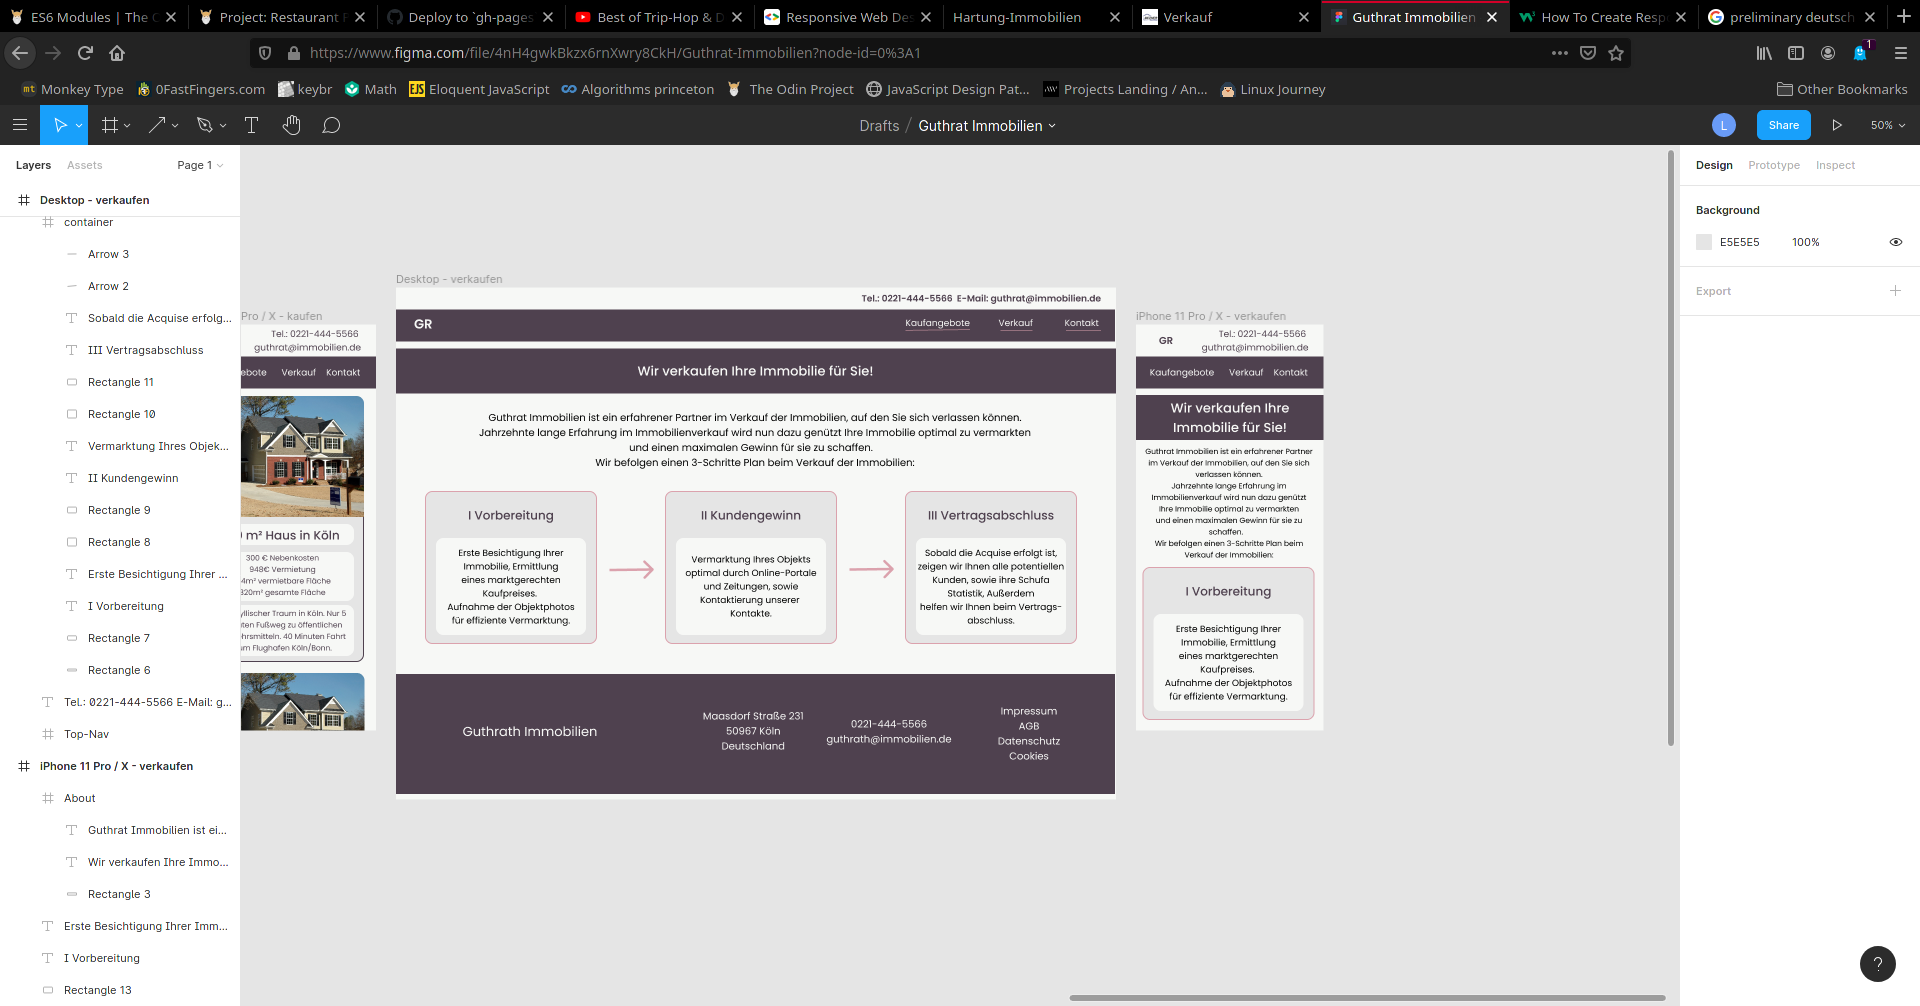 ES6 Modules | The
Project: Restaurant
Deploy to `gh-pages
Best of Trip-Hop &
Responsive Web De
Hartung-Immobilien
Verkauf
Guthrat Immobilien
How To Create Resp
preliminary deutsch
https://www.figma.com/file/4nH4gwkBkzx6rnXwry8CkH/Guthrat-Immobilien?node-id=0%3A1
1
mt Monkey Type
0FastFingers.com
keybr
Math
EJS Eloquent JavaScript
Algorithms princeton
The Odin Project
JavaScript Design Pat...
Projects Landing / An...
Linux Journey
Other Bookmarks
Drafts / Guthrat Immobilien
L
Share
50%
Layers
Assets
Page 1
Desktop - verkaufen
container
Arrow 3
Arrow 2
Sobald die Acquise erfolg...
III Vertragsabschluss
Rectangle 11
Rectangle 10
Vermarktung Ihres Objek...
II Kundengewinn
Rectangle 9
Rectangle 8
Erste Besichtigung Ihrer ...
I Vorbereitung
Rectangle 7
Rectangle 6
Tel.: 0221-444-5566 E-Mail: g...
Top-Nav
iPhone 11 Pro / X - verkaufen
About
Guthrat Immobilien ist ei...
Wir verkaufen Ihre Immo...
Rectangle 3
Erste Besichtigung Ihrer Imm...
I Vorbereitung
Rectangle 13
Pro / X - kaufen
Tel.: 0221-444-5566
guthrat@immobilien.de
ebote Verkauf Kontakt
m² Haus in Köln
300 € Nebenkosten
948€ Vermietung
4m² vermietbare Fläche
320m² gesamte Fläche
yllischer Traum in Köln. Nur 5
ten Fußweg zu öffentlichen
ehrsmitteln. 40 Minuten Fahrt
um Flughafen Köln/Bonn.
Desktop - verkaufen
Tel.: 0221-444-5566 E-Mail: guthrat@immobilien.de
GR
Kaufangebote Verkauf Kontakt
Wir verkaufen Ihre Immobilie für Sie!
Guthrat Immobilien ist ein erfahrener Partner im Verkauf der Immobilien, auf den Sie sich verlassen können.
Jahrzehnte lange Erfahrung im Immobilienverkauf wird nun dazu genützt Ihre Immobilie optimal zu vermarkten
und einen maximalen Gewinn für sie zu schaffen.
Wir befolgen einen 3-Schritte Plan beim Verkauf der Immobilien:
I Vorbereitung
Erste Besichtigung Ihrer
Immobilie, Ermittlung
eines marktgerechten
Kaufpreises.
Aufnahme der Objektphotos
für effiziente Vermarktung.
II Kundengewinn
Vermarktung Ihres Objekts
optimal durch Online-Portale
und Zeitungen, sowie
Kontaktierung unserer
Kontakte.
III Vertragsabschluss
Sobald die Acquise erfolgt ist,
zeigen wir Ihnen alle potentiellen
Kunden, sowie ihre Schufa
Statistik, Außerdem
helfen wir Ihnen beim Vertrags-
abschluss.
Guthrath Immobilien
Maasdorf Straße 231
50967 Köln
Deutschland
0221-444-5566
guthrath@immobilien.de
Impressum
AGB
Datenschutz
Cookies
iPhone 11 Pro / X - verkaufen
GR
Tel.: 0221-444-5566
guthrat@immobilien.de
Kaufangebote Verkauf Kontakt
Wir verkaufen Ihre
Immobilie für Sie!
Guthrat Immobilien ist ein erfahrener Partner
im Verkauf der Immobilien, auf den Sie sich
verlassen können.
Jahrzehnte lange Erfahrung im
Immobilienverkauf wird nun dazu genützt
Ihre Immobilie optimal zu vermarkten
und einen maximalen Gewinn für sie zu
schaffen.
Wir befolgen einen 3-Schritte Plan beim
Verkauf der Immobilien:
I Vorbereitung
Erste Besichtigung Ihrer
Immobilie, Ermittlung
eines marktgerechten
Kaufpreises.
Aufnahme der Objektphotos
für effiziente Vermarktung.
Design
Prototype
Inspect
Background
E5E5E5
100%
Export
?